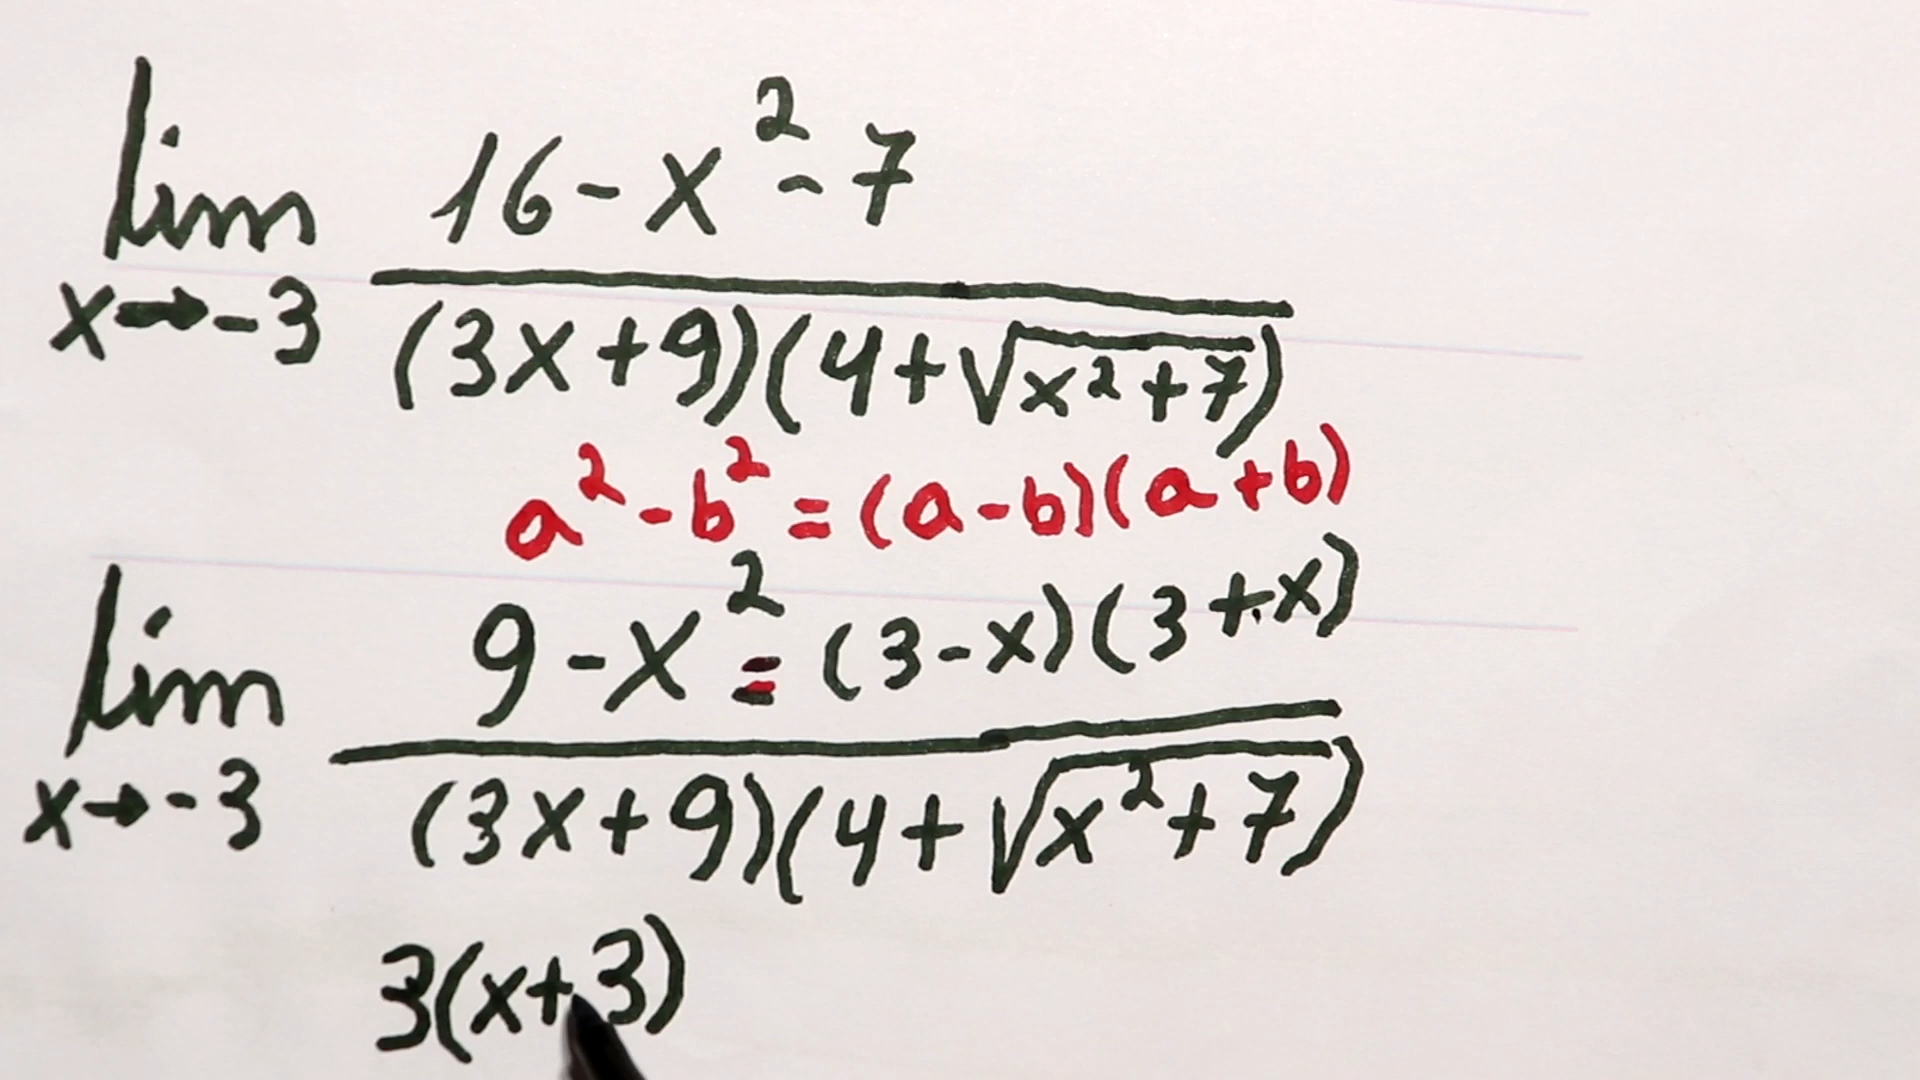 lim 16-x²-7
x→-3 (3x+9)(4+√x²+7)
a²-b²=(a-b)(a+b)
lim 9-x²=(3-x)(3+x)
x→-3 (3x+9)(4+√x²+7)
3(x+3)